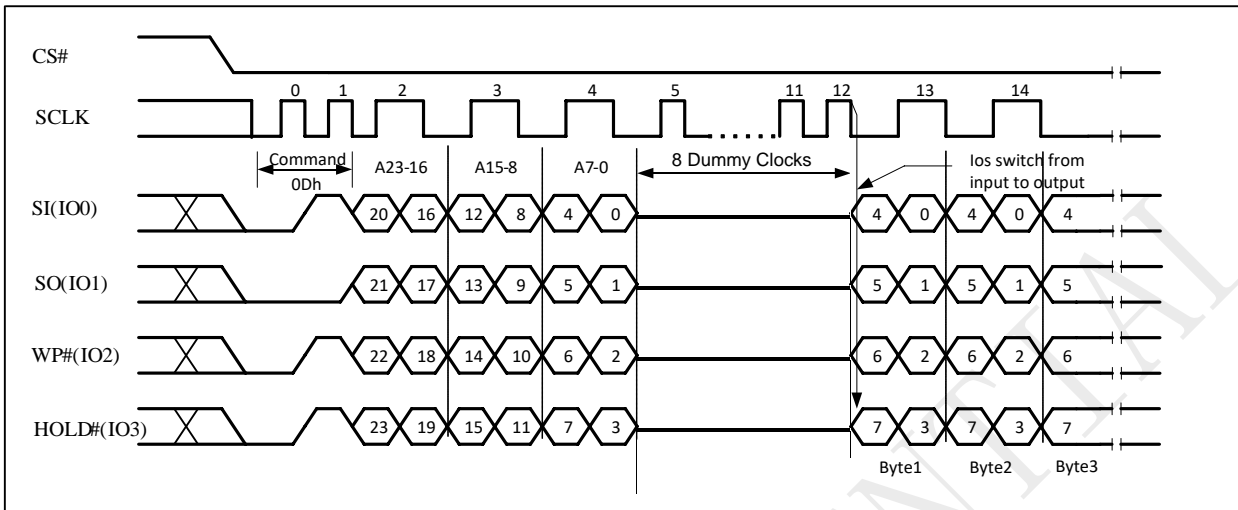 CS#
0 1 2 3 4 5 11 12 13 14
SCLK
Command A23-16 A15-8 A7-0 8 Dummy Clocks Ios switch from
0Dh input to output
SI(IO0) 20 16 12 8 4 0 4 0 4 0 4
SO(IO1) 21 17 13 9 5 1 5 1 5 1 5
WP#(IO2) 22 18 14 10 6 2 6 2 6 2 6
HOLD#(IO3) 23 19 15 11 7 3 7 3 7 3 7
Byte1 Byte2 Byte3
NTIAI